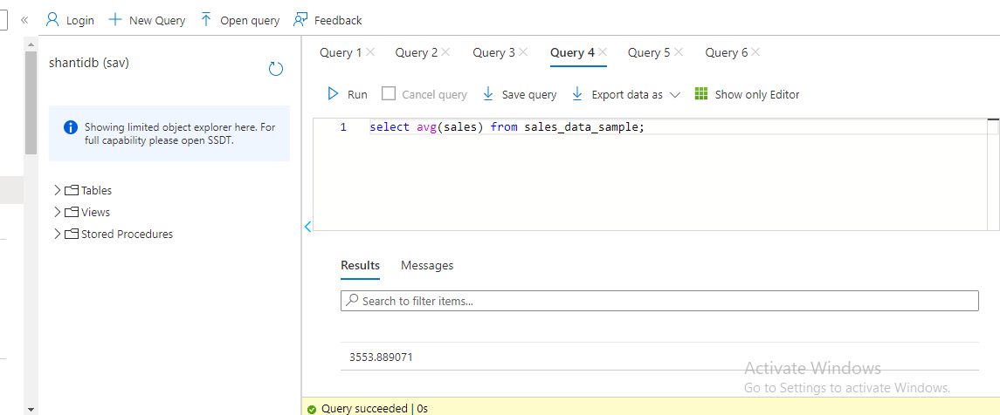 « Login New Query Open query Feedback
shantidb (sav)
Showing limited object explorer here. For
full capability please open SSDT.
Tables
Views
Stored Procedures
Query 1 Query 2 Query 3 Query 4 Query 5 Query 6
Run Cancel query Save query Export data as Show only Editor
1 select avg(sales) from sales_data_sample;
Results Messages
Search to filter items...
3553.889071
Activate Windows
Go to Settings to activate Windows.
Query succeeded | 0s